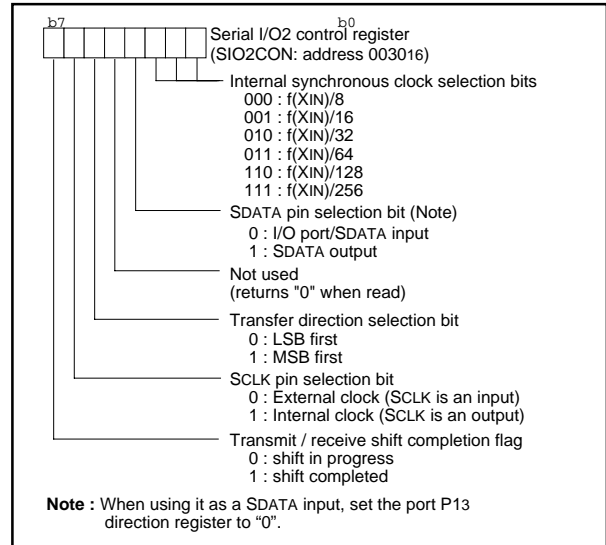 b7 b0
Serial I/O2 control register
(SIO2CON: address 003016)
Internal synchronous clock selection bits
000 : f(XIN)/8
001 : f(XIN)/16
010 : f(XIN)/32
011 : f(XIN)/64
110 : f(XIN)/128
111 : f(XIN)/256
SDATA pin selection bit (Note)
0 : I/O port/SDATA input
1 : SDATA output
Not used
(returns "0" when read)
Transfer direction selection bit
0 : LSB first
1 : MSB first
SCLK pin selection bit
0 : External clock (SCLK is an input)
1 : Internal clock (SCLK is an output)
Transmit / receive shift completion flag
0 : shift in progress
1 : shift completed
Note : When using it as a SDATA input, set the port P13
direction register to “0”.